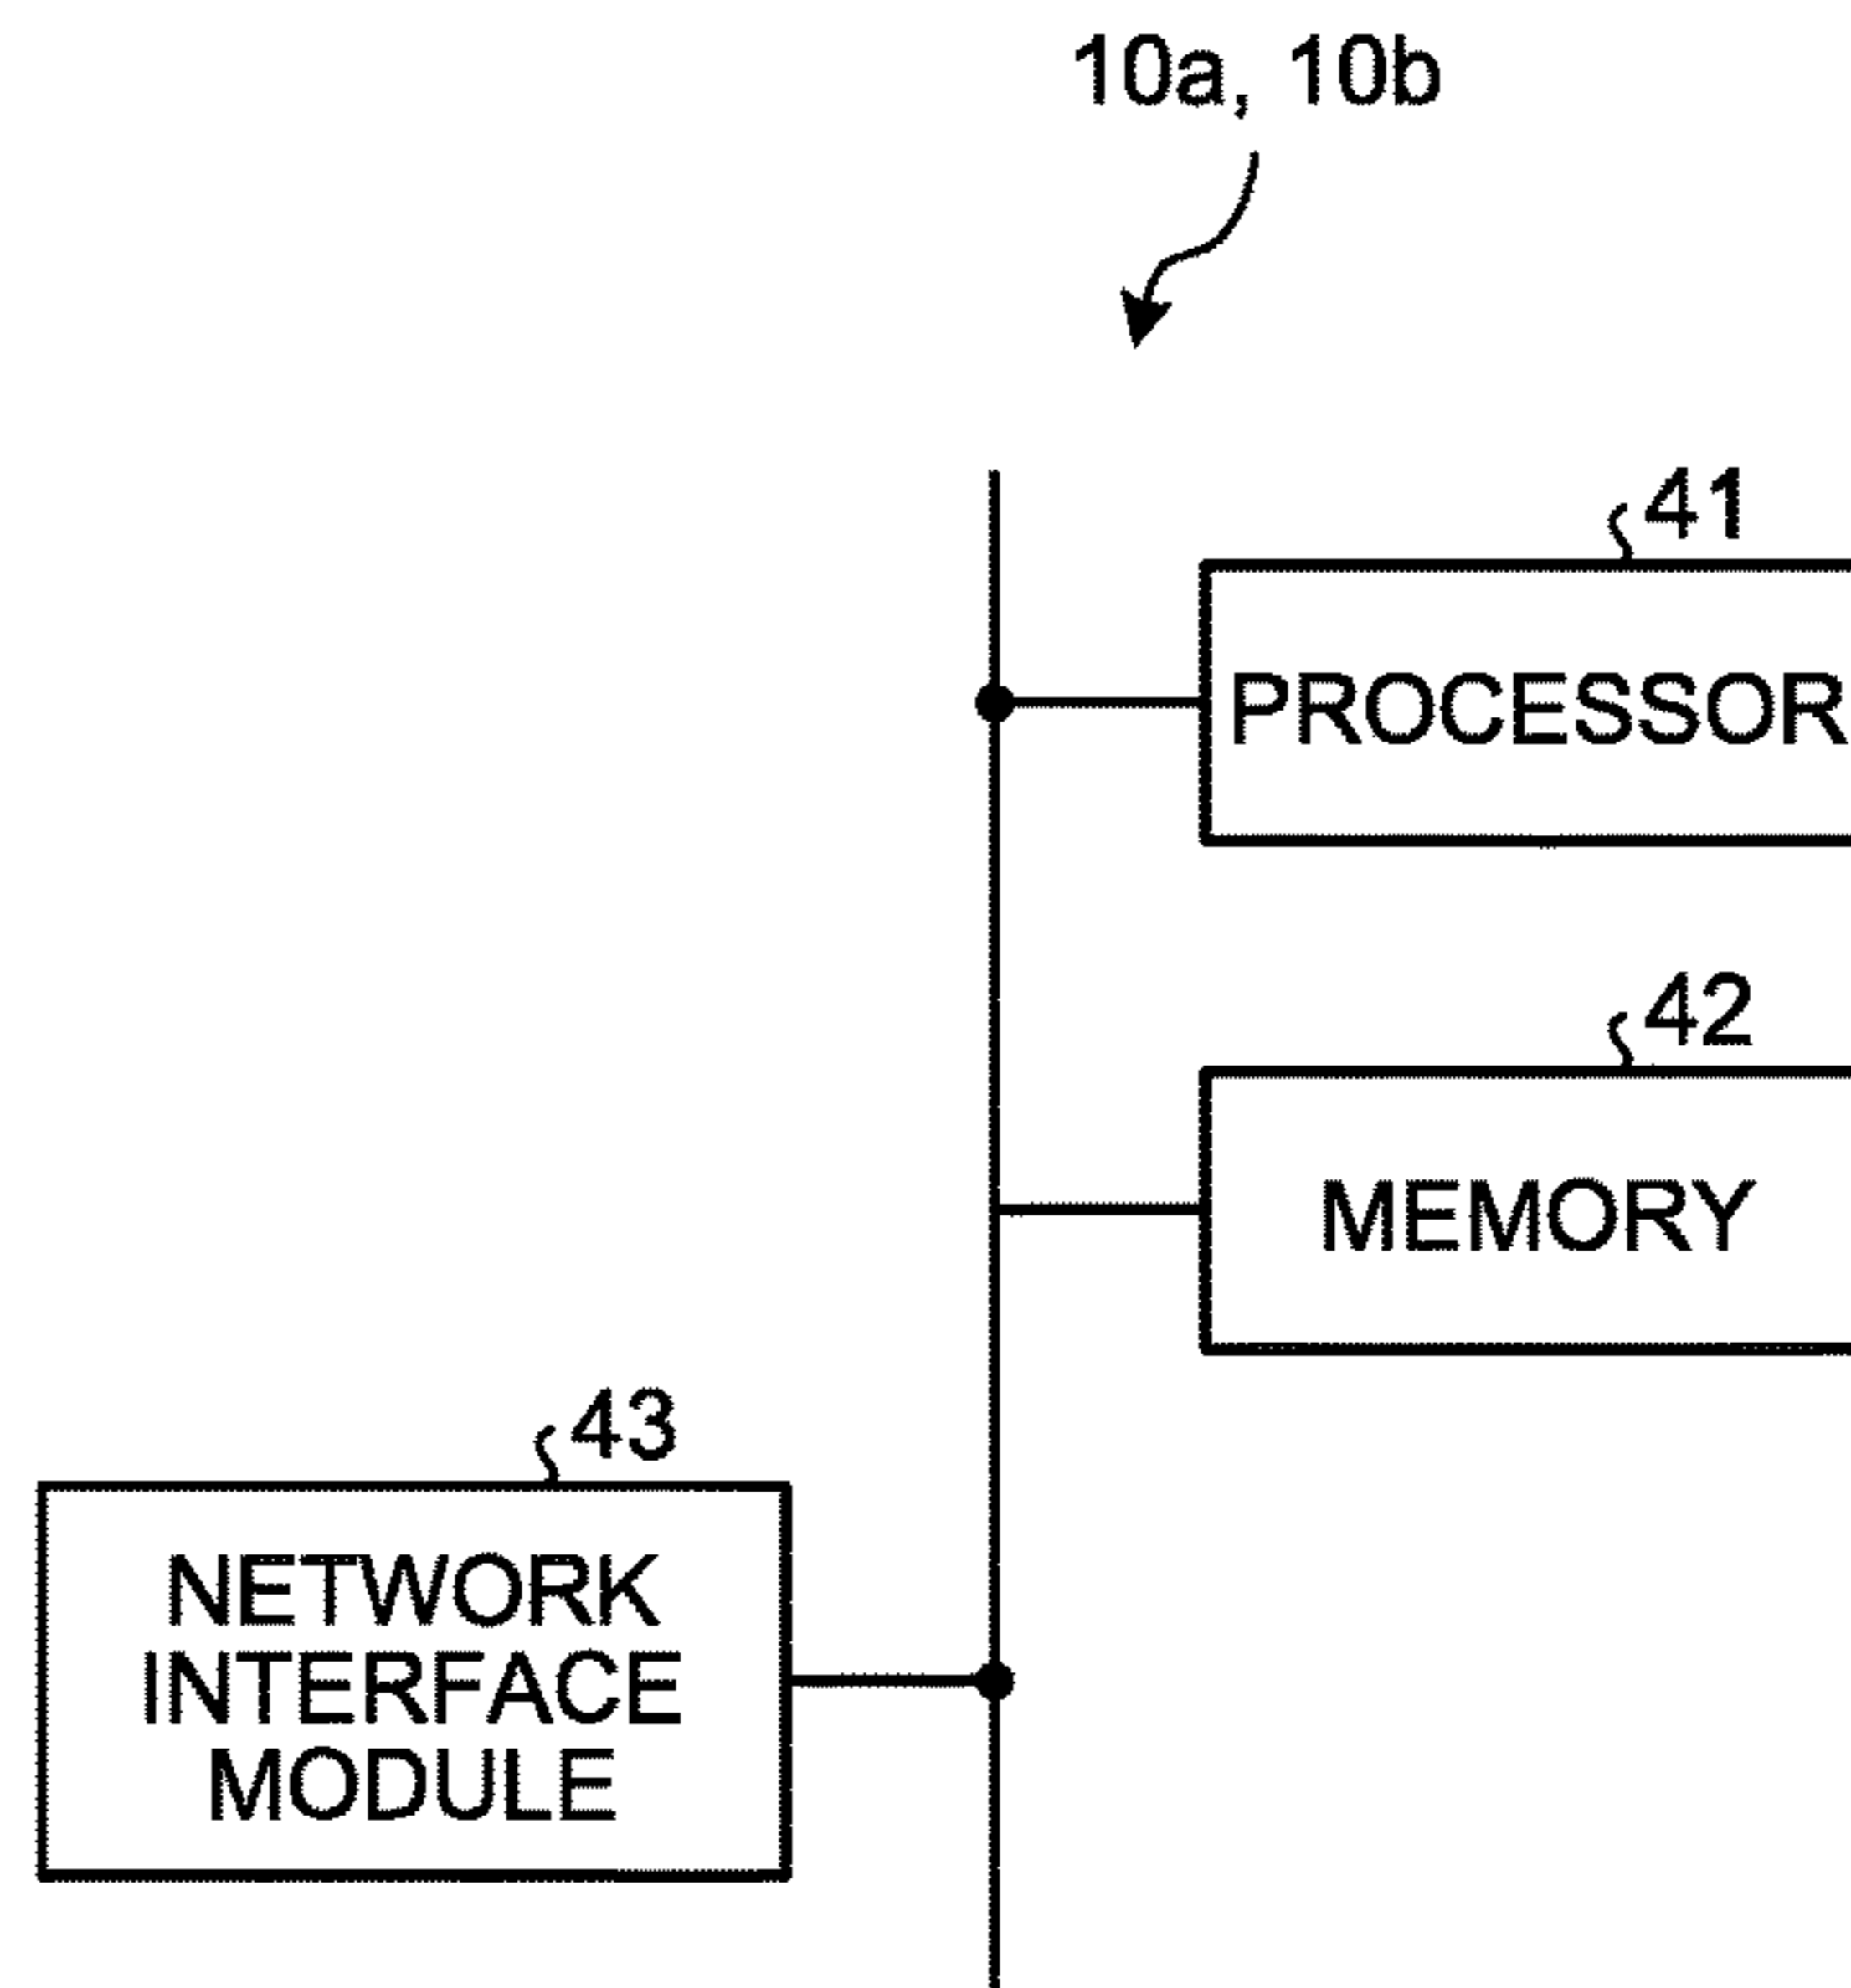 10a, 10b
41
PROCESSOR
42
MEMORY
43
NETWORK
INTERFACE
MODULE